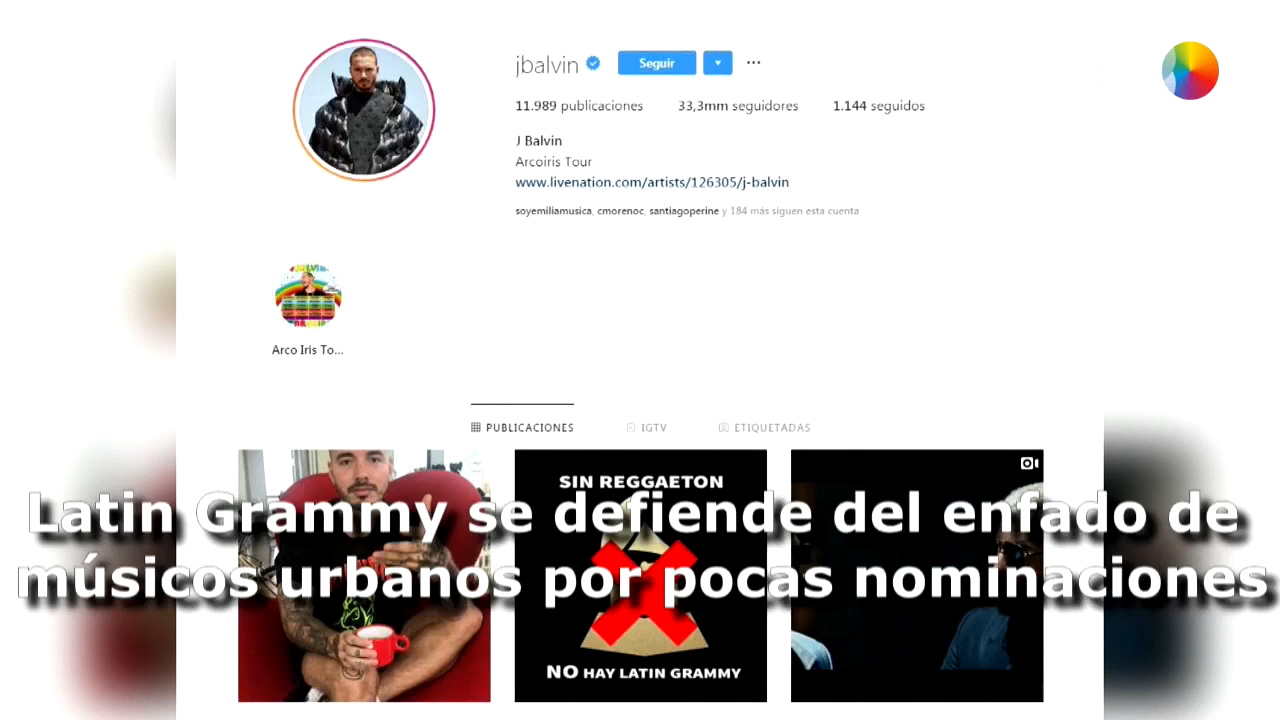 jbalvin
Seguir
11.989 publicaciones 33,3mm seguidores 1.144 seguidos
J Balvin
Arcoiris Tour
www.livenation.com/artists/126305/j-balvin
soyemiliamusica, cmorenoc, santiagoperine y 184 más siguen esta cuenta
Arco Iris To...
PUBLICACIONES IGTV ETIQUETADAS
SIN REGGAETON
Latin Grammy se defiende del enfado de
músicos urbanos por pocas nominaciones
NO HAY LATIN GRAMMY